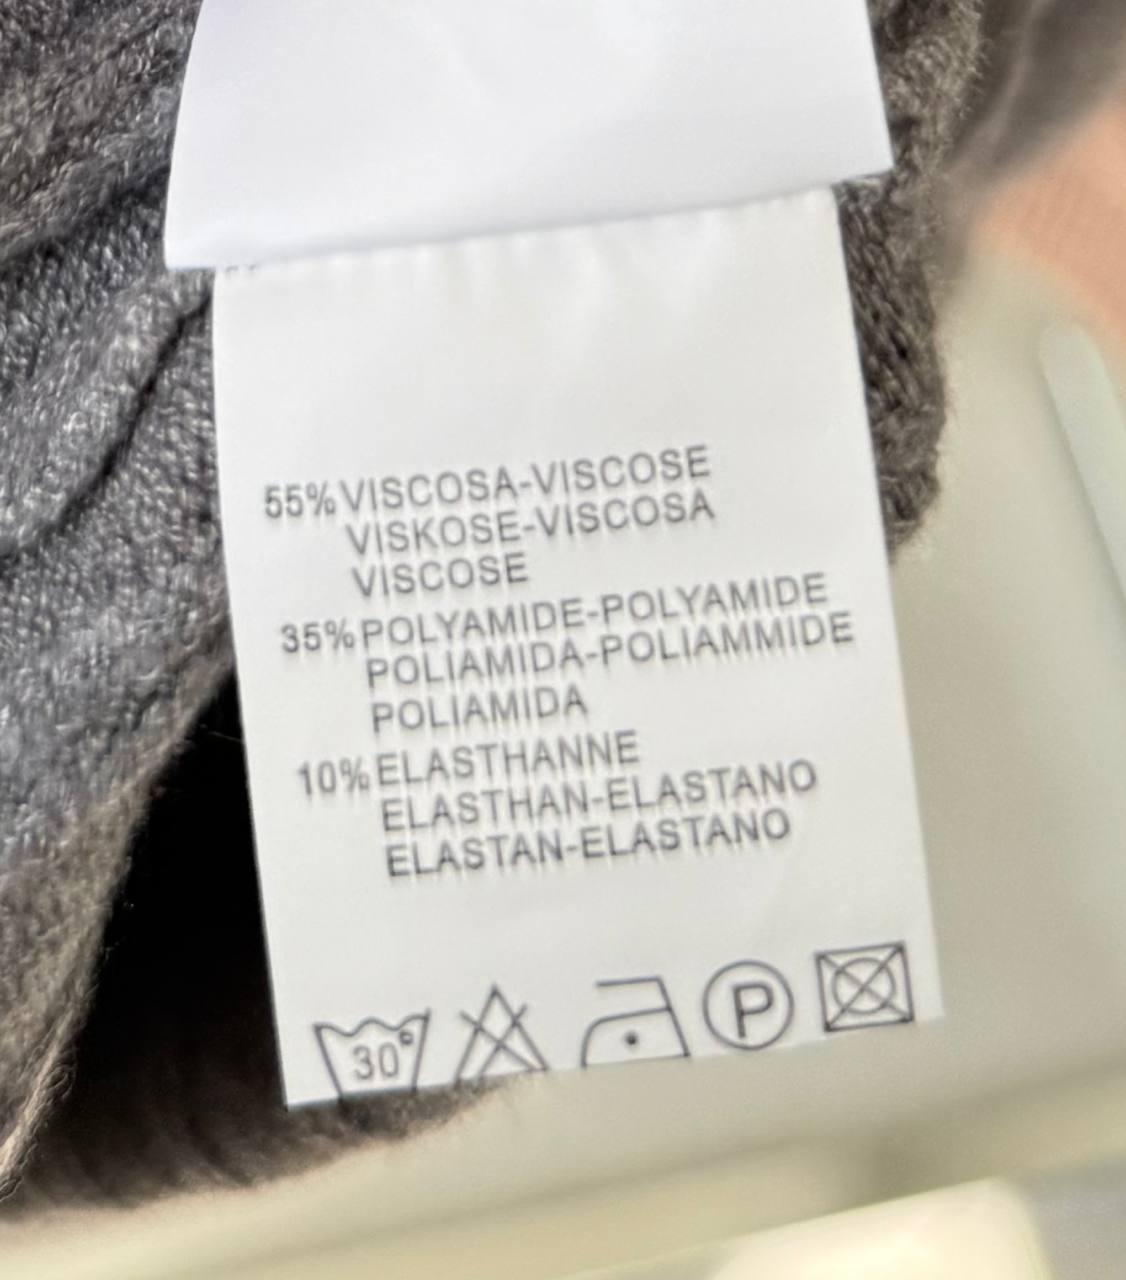 55% VISCOSA-VISCOSE
VISKOSE-VISCOSA
VISCOSE
35% POLYAMIDE-POLYAMIDE
POLIAMIDA-POLIAMMIDE
POLIAMIDA
10% ELASTHANNE
ELASTHAN-ELASTANO
ELASTAN-ELASTANO
30° P